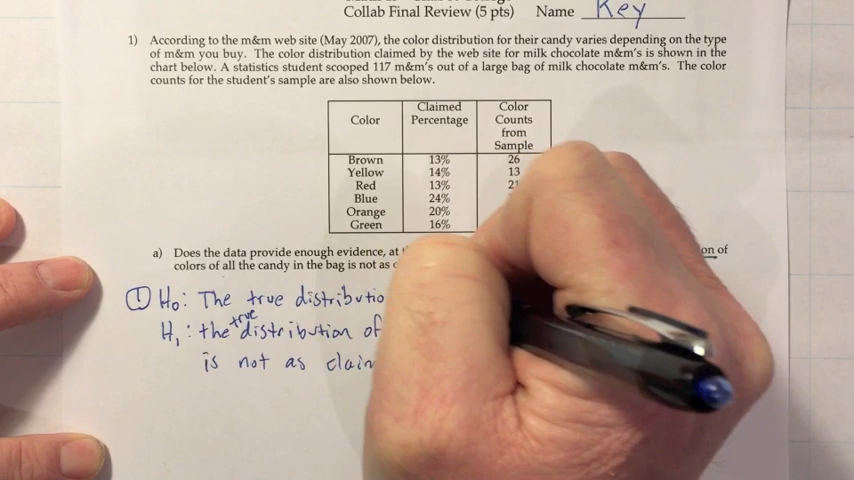 Collab Final Review (5 pts) Name Key
1) According to the m&m web site (May 2007), the color distribution for their candy varies depending on the type
of m&m you buy. The color distribution claimed by the web site for milk chocolate m&m's is shown in the
chart below. A statistics student scooped 117 m&m's out of a large bag of milk chocolate m&m's. The color
counts for the student's sample are also shown below.
Color Claimed Percentage Color Counts from Sample
Brown 13% 26
Yellow 14% 13
Red 13%
Blue 24%
Orange 20%
Green 16%
a) Does the data provide enough evidence, at on of
colors of all the candy in the bag is not as
① H₀: The true
H₁: the true distribution of
is not as